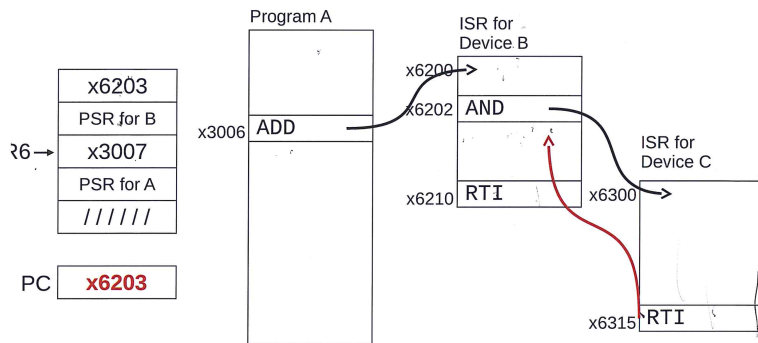 Program A
ISR for
Device B
x6203
PSR for B
R6
x3007
PSR for A
//////
PC
x6203
x3006
ADD
x6200
x6202
AND
x6210
RTI
ISR for
Device C
x6300
x6315
RTI